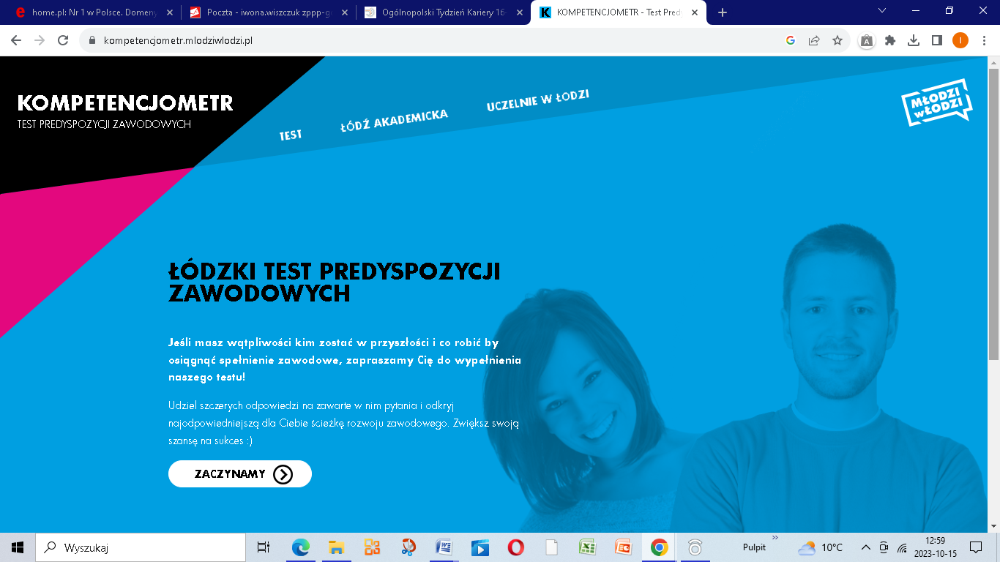 home.pl: Nr 1 w Polsce. Domeny
Poczta - iwona.wiszczuk zppp-g
Ogólnopolski Tydzień Kariery 16-
KOMPETENCJOMETR - Test Pred
kompetencjometr.mlodziwlodzi.pl
I
KOMPETENCJOMETR
TEST PREDYSPOZYCJI ZAWODOWYCH
TEST
ŁÓDŹ AKADEMICKA
UCZELNIE W ŁODZI
MŁODZI
wŁODZI
ŁÓDZKI TEST PREDYSPOZYCJI
ZAWODOWYCH
Jeśli masz wątpliwości kim zostać w przyszłości i co robić by
osiągnąć spełnienie zawodowe, zapraszamy Cię do wypełnienia
naszego testu!
Udziel szczerych odpowiedzi na zawarte w nim pytania i odkryj
najodpowiedniejszą dla Ciebie ścieżkę rozwoju zawodowego. Zwiększ swoją
szansę na sukces :)
ZACZYNAMY
Wyszukaj
Pulpit
10°C
12:59
2023-10-15